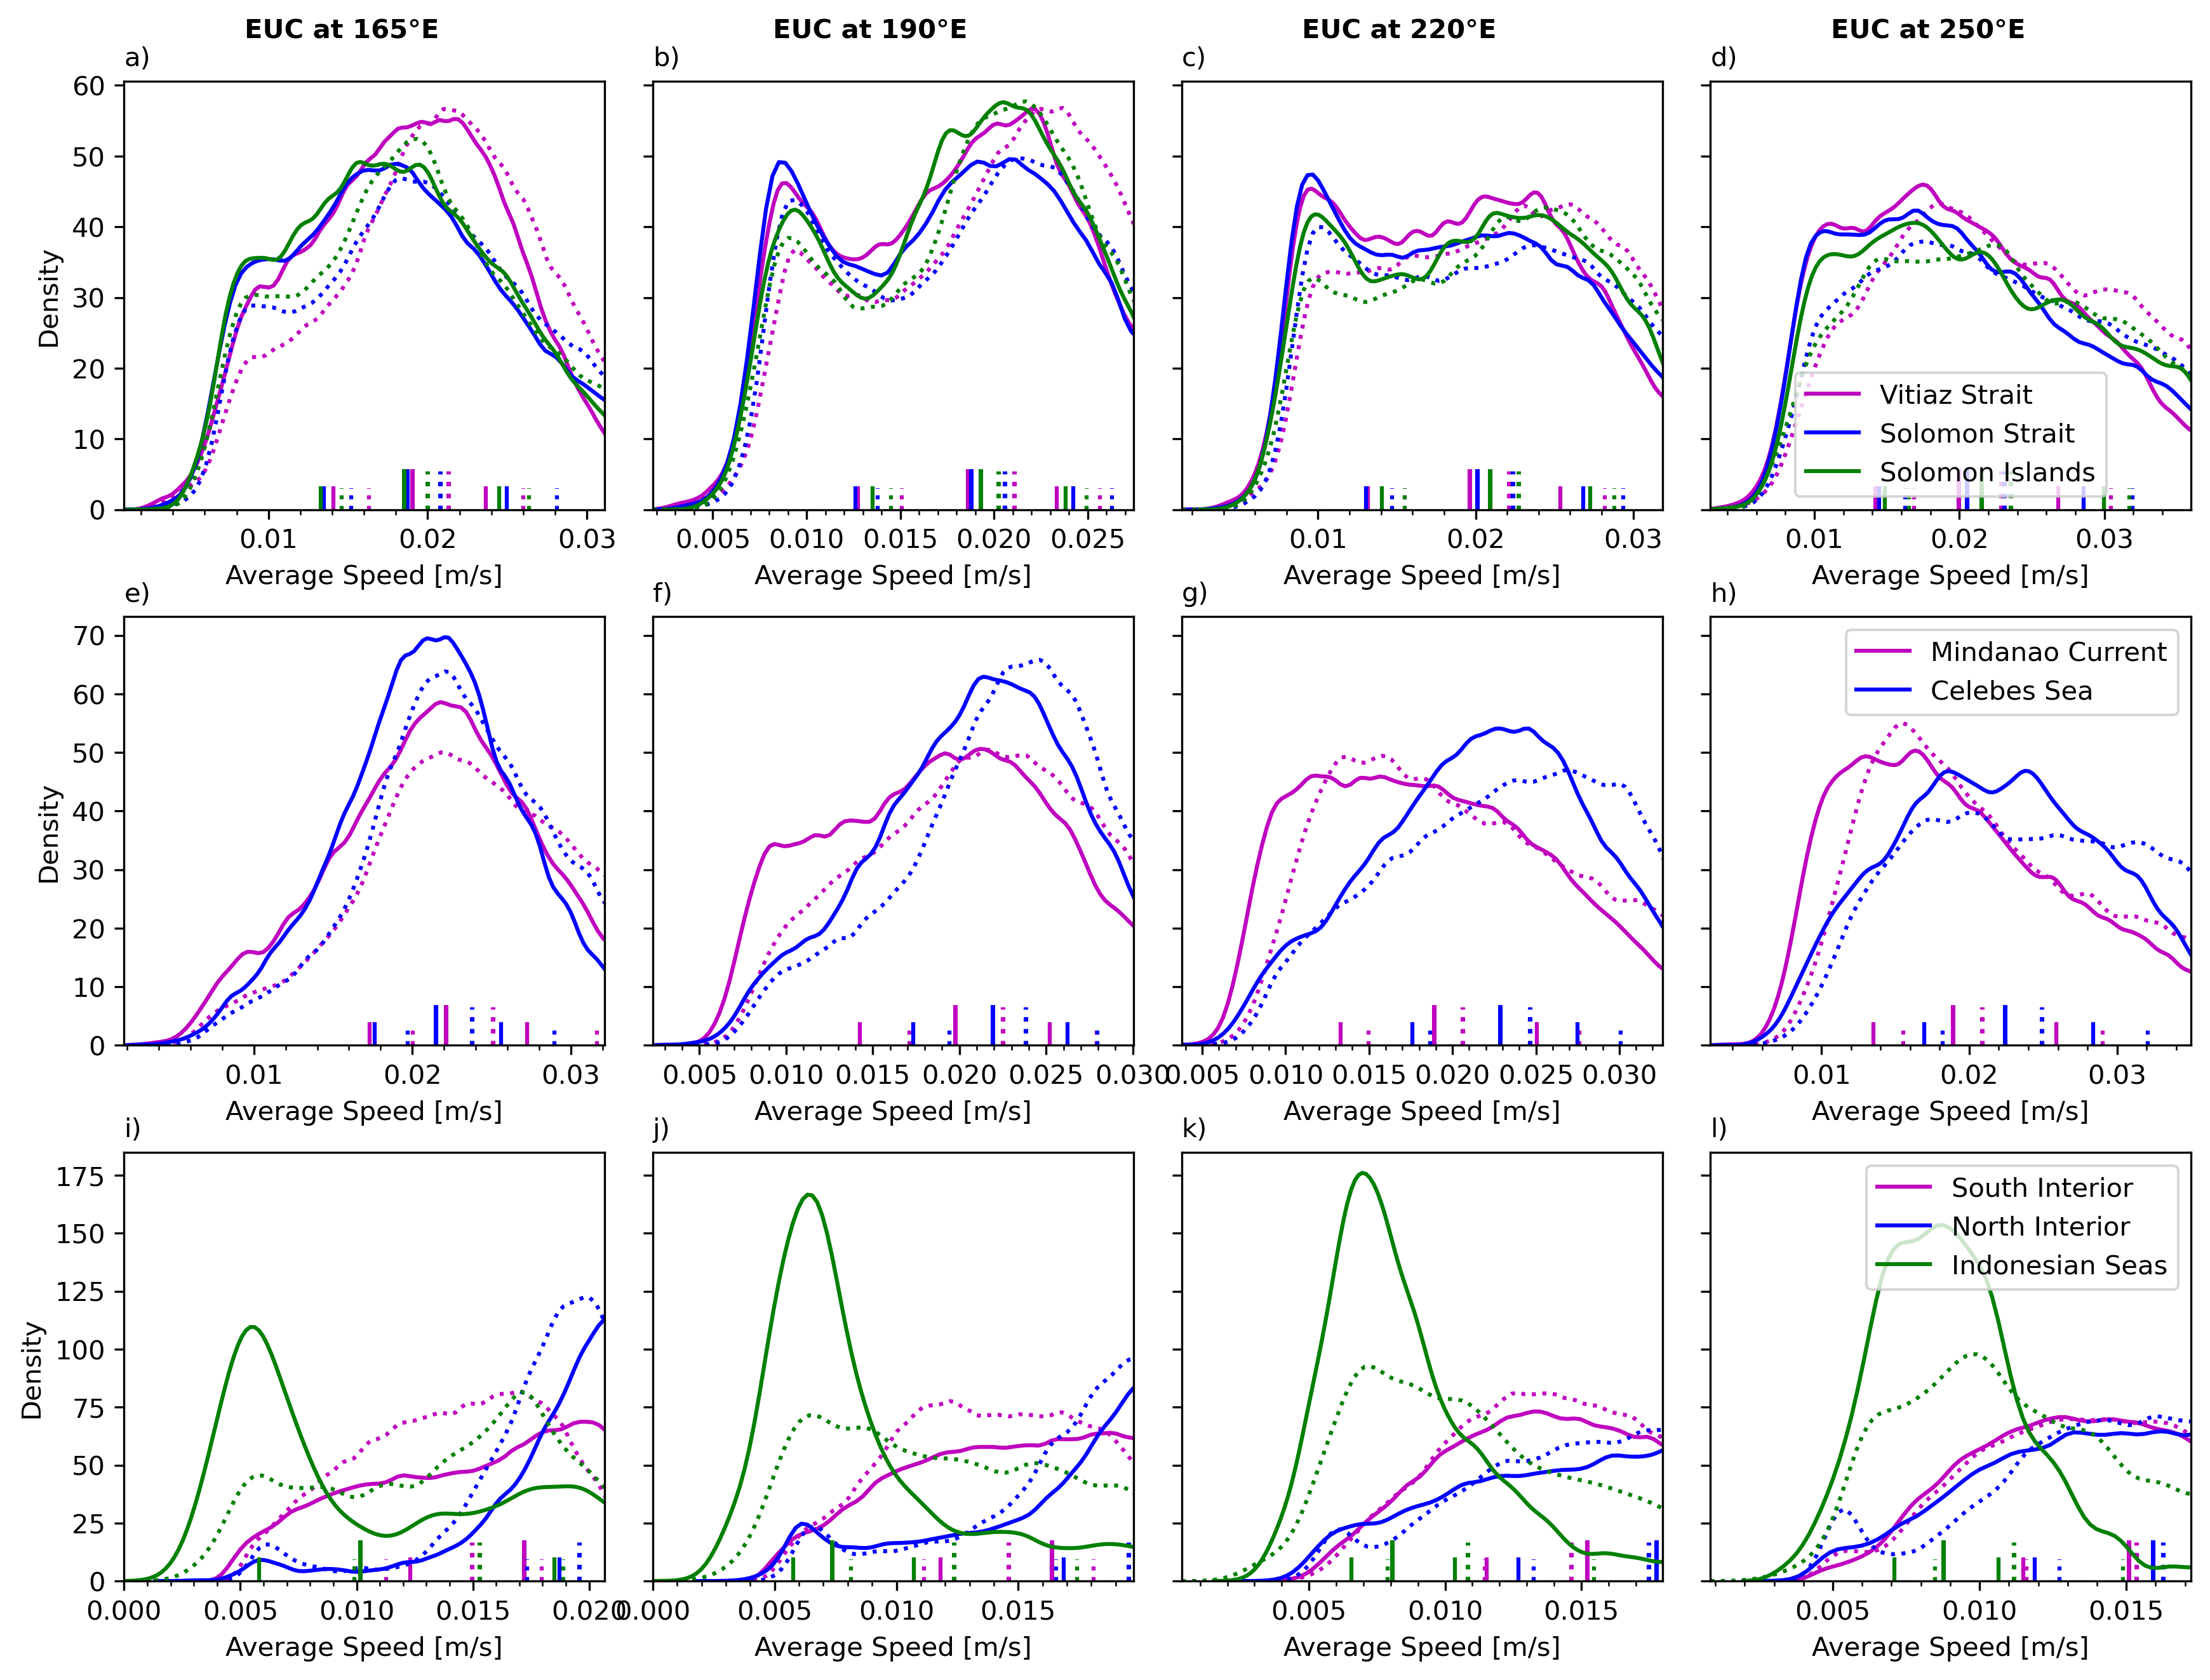 EUC at 165°E EUC at 190°E EUC at 220°E EUC at 250°E
a) b) c) d)
60
50
40
30
20
10
0
Density
Vitiaz Strait
Solomon Strait
Solomon Islands
0.01 0.02 0.03 0.005 0.010 0.015 0.020 0.025 0.01 0.02 0.03 0.01 0.02 0.03
Average Speed [m/s] Average Speed [m/s] Average Speed [m/s] Average Speed [m/s]
e) f) g) h)
70
60
50
40
30
20
10
0
Density
Mindanao Current
Celebes Sea
0.01 0.02 0.03 0.005 0.010 0.015 0.020 0.025 0.030 0.005 0.010 0.015 0.020 0.025 0.030 0.01 0.02 0.03
Average Speed [m/s] Average Speed [m/s] Average Speed [m/s] Average Speed [m/s]
i) j) k) l)
175
150
125
100
75
50
25
0
Density
South Interior
North Interior
Indonesian Seas
0.000 0.005 0.010 0.015 0.020 0.000 0.005 0.010 0.015 0.005 0.010 0.015 0.005 0.010 0.015
Average Speed [m/s] Average Speed [m/s] Average Speed [m/s] Average Speed [m/s]